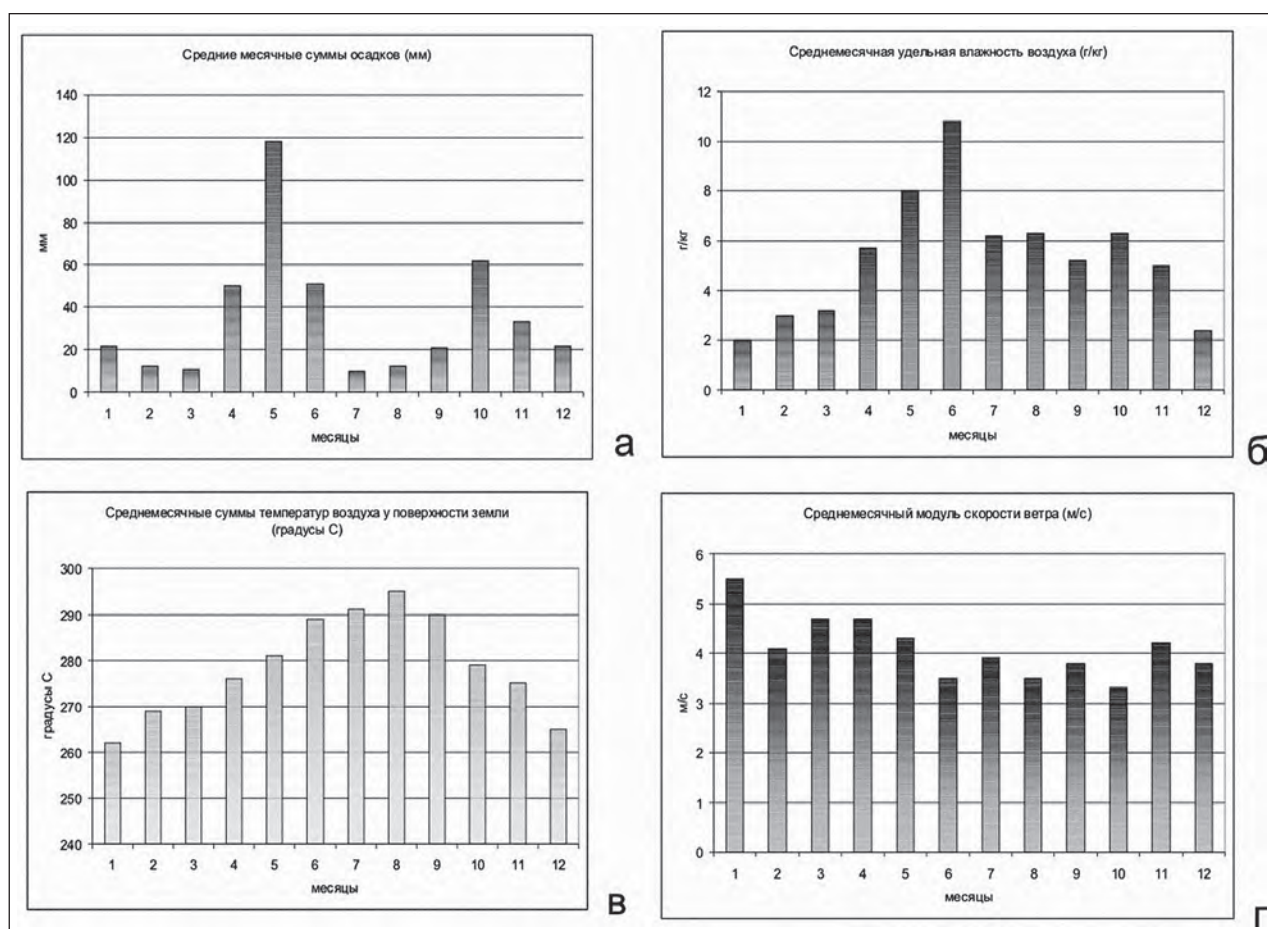 Средние месячные суммы осадков (мм)
140
120
100
80
60
40
20
0
мм
1 2 3 4 5 6 7 8 9 10 11 12
месяцы
а
Среднемесячная удельная влажность воздуха (г/кг)
12
10
8
6
4
2
0
г/кг
1 2 3 4 5 6 7 8 9 10 11 12
месяцы
б
Среднемесячные суммы температур воздуха у поверхности земли
(градусы С)
300
290
280
270
260
250
240
градусы С
1 2 3 4 5 6 7 8 9 10 11 12
месяцы
в
Среднемесячный модуль скорости ветра (м/с)
6
5
4
3
2
1
0
м/с
1 2 3 4 5 6 7 8 9 10 11 12
месяцы
г